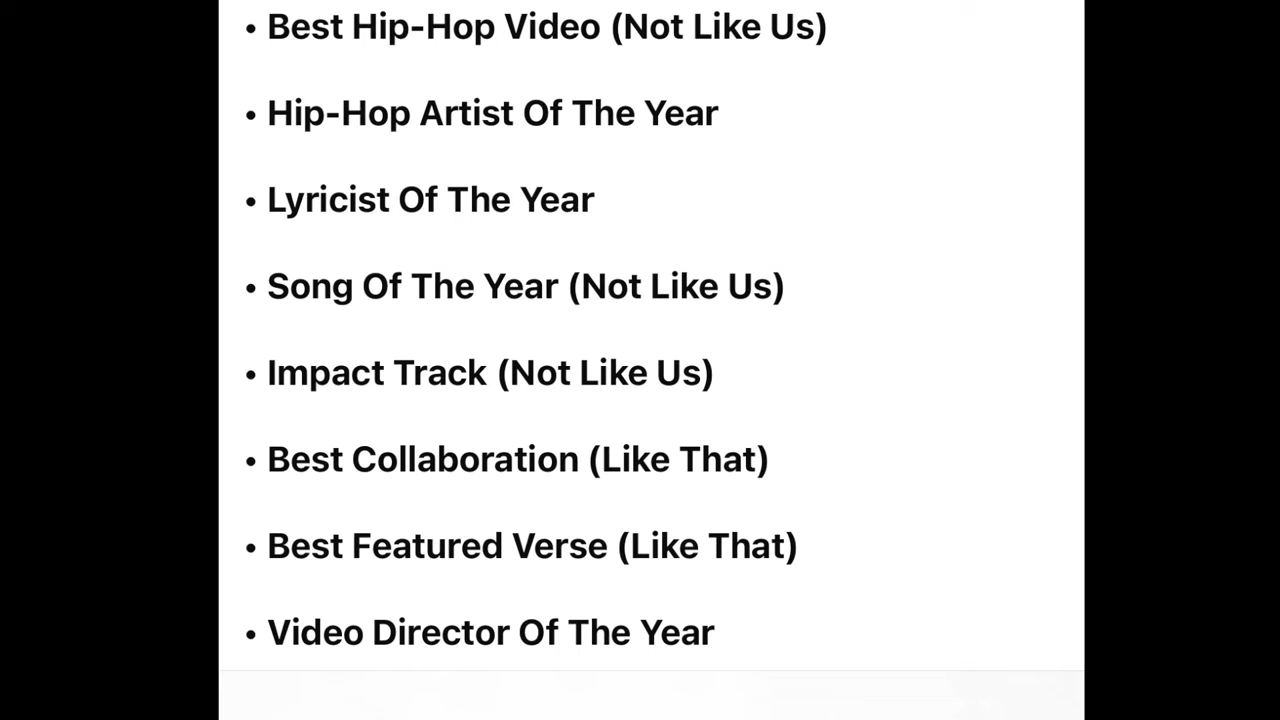 • Best Hip-Hop Video (Not Like Us)
• Hip-Hop Artist Of The Year
• Lyricist Of The Year
• Song Of The Year (Not Like Us)
• Impact Track (Not Like Us)
• Best Collaboration (Like That)
• Best Featured Verse (Like That)
• Video Director Of The Year